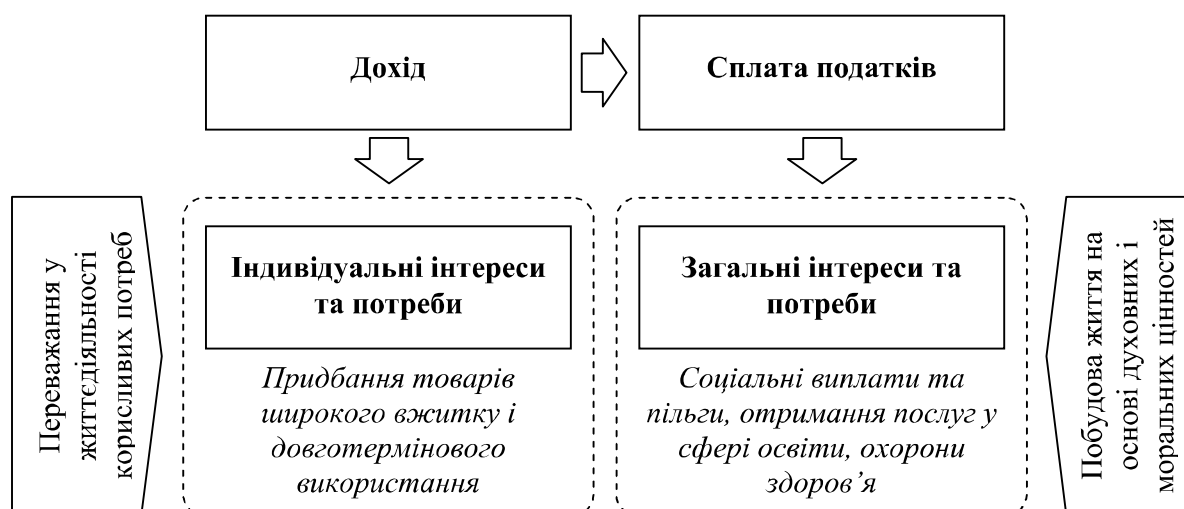 Дохід
Сплата податків
Переважання у
життєдіяльності
корисливих потреб
Індивідуальні інтереси
та потреби
Придбання товарів
широкого вжитку і
довготермінового
використання
Загальні інтереси та
потреби
Соціальні виплати та
пільги, отримання послуг у
сфері освіти, охорони
здоров’я
Побудова життя на
основі духовних і
моральних цінностей